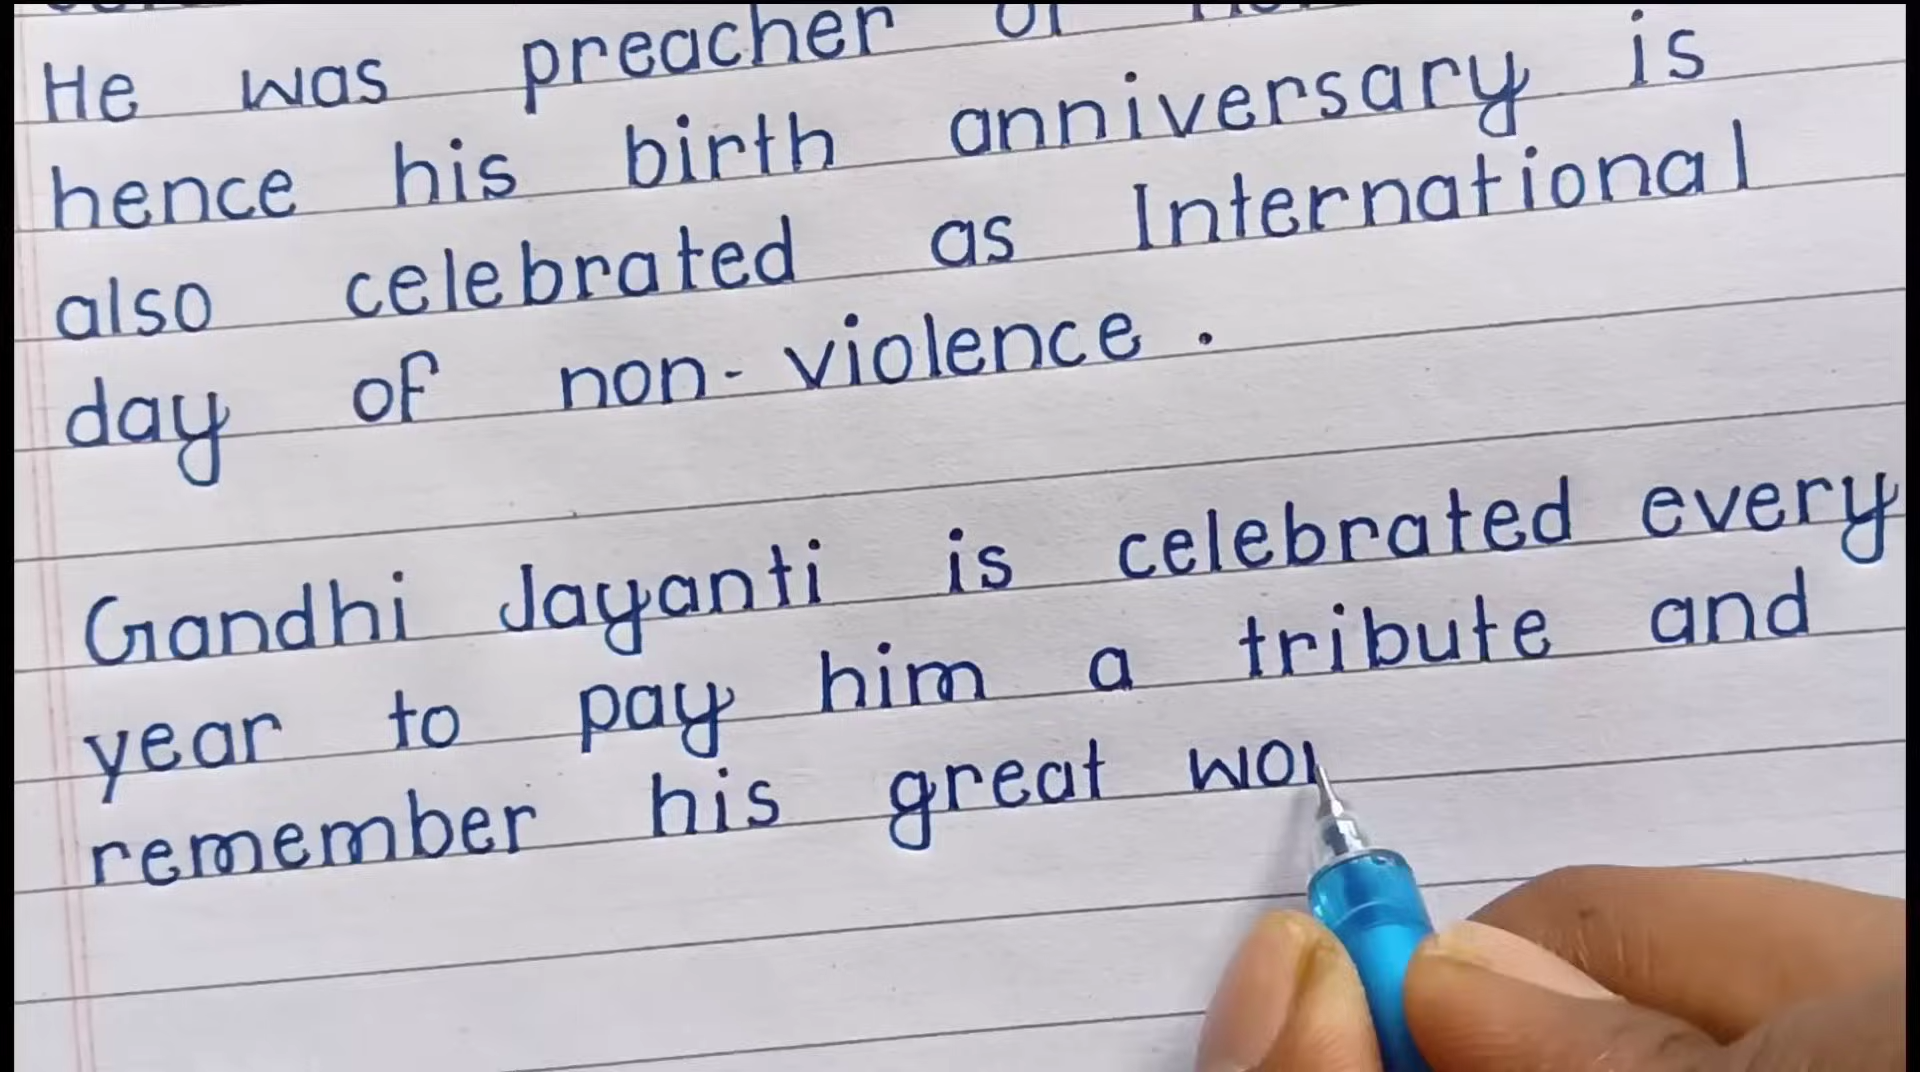 He was preacher of
hence his birth anniversary is
also celebrated as International
day of non-violence.
Gandhi Jayanti is celebrated every
year to pay him a tribute and
remember his great